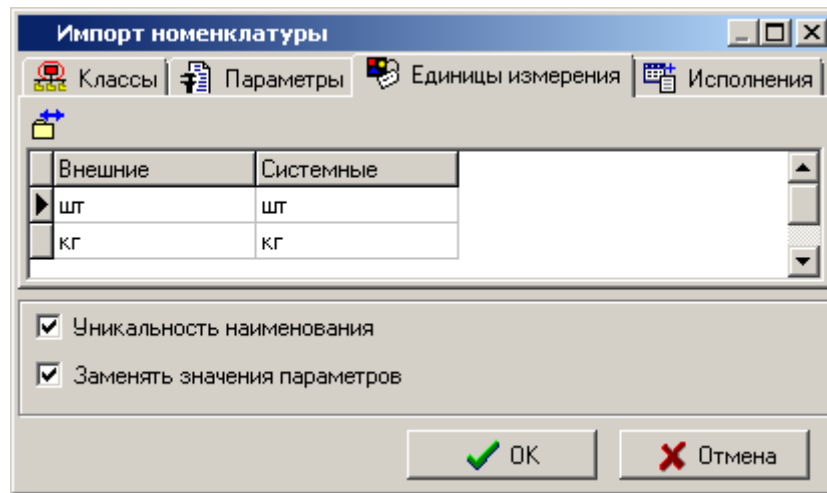 Импорт номенклатуры
Классы Параметры Единицы измерения Исполнения
Внешние Системные
шт шт
кг кг
Уникальность наименования
Заменять значения параметров
OK Отмена